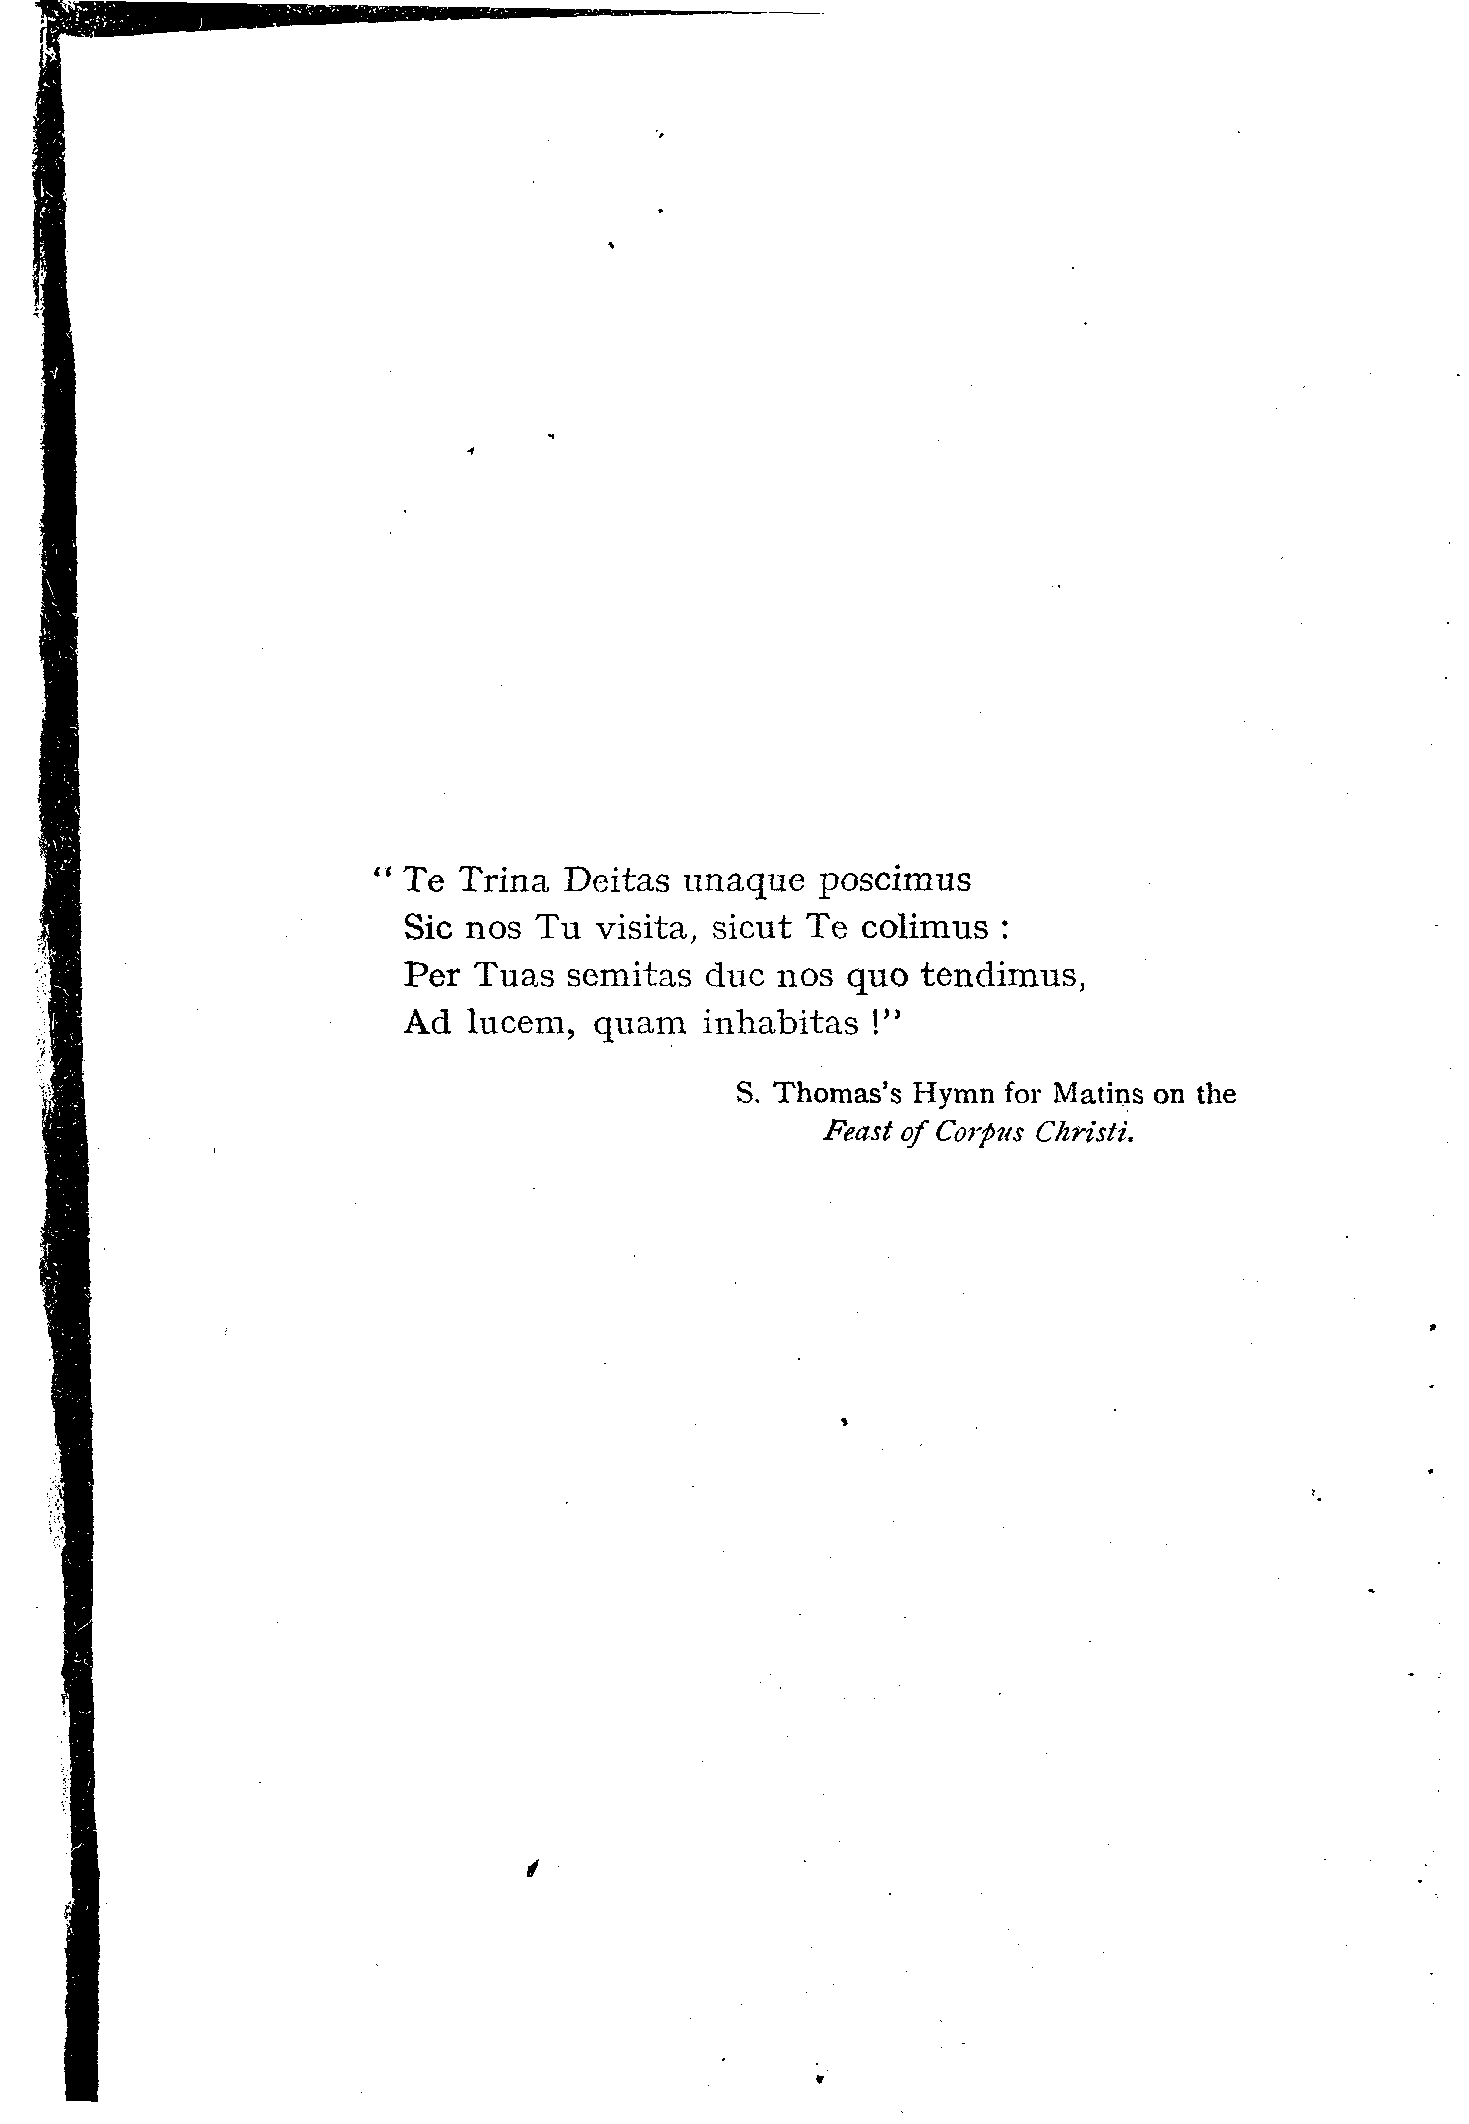 “ Te Trina Deitas unaque poscimus
Sic nos Tu visita, sicut Te colimus :
Per Tuas semitas duc nos quo tendimus,
Ad lucem, quam inhabitas !”
S. Thomas's Hymn for Matins on the
Feast of Corpus Christi.